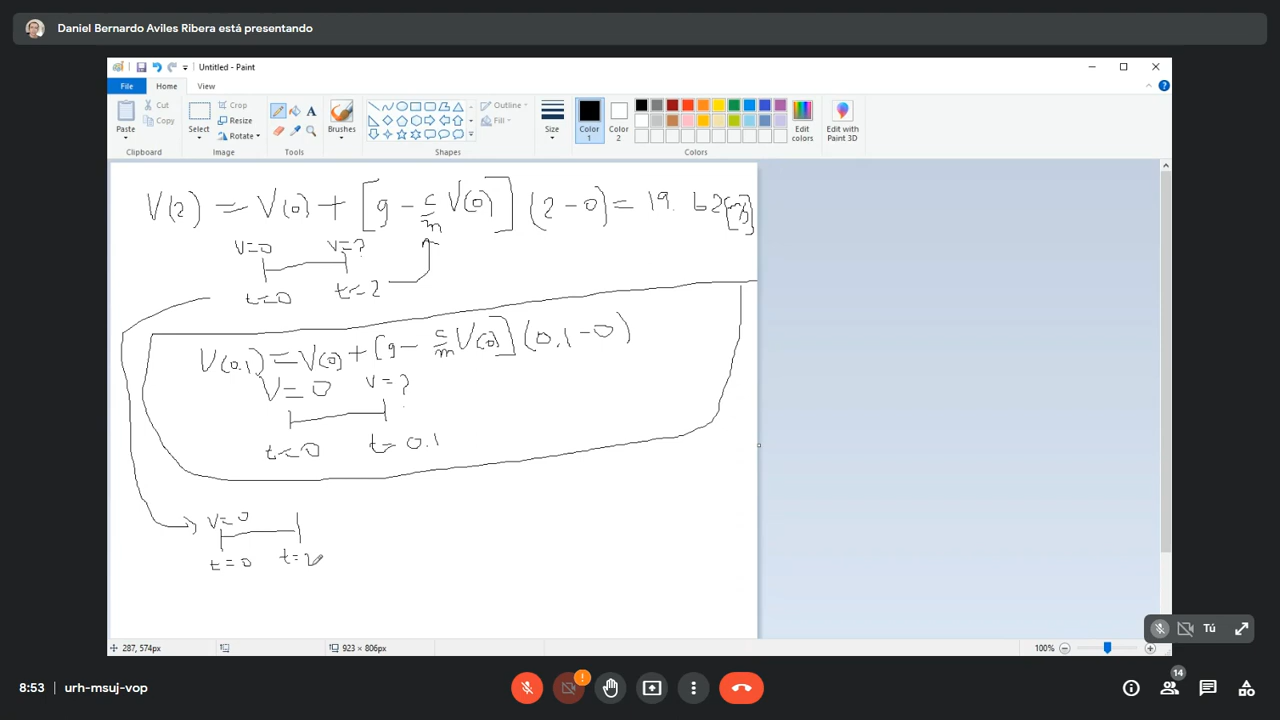 Daniel Bernardo Aviles Ribera está presentando
Untitled - Paint
File Home View
Paste
Cut
Copy
Select
Crop
Resize
Rotate
Brushes
Outline
Fill
Size
Color 1
Color 2
Edit colors
Edit with Paint 3D
Clipboard Image Tools Shapes Colors
V(2) = V(0) + [g - c/m V(0)] (2-0) = 19.62 [m/s]
v=0 v=?
t=0 t=2
V(0.1) = V(0) + [g - c/m V(0)] (0,1-0)
V=0 v=?
t=0 t=0.1
v=0
t=0 t=2
Tú
287, 574px
923 × 806px
100%
8:53 urh-msuj-vop
14